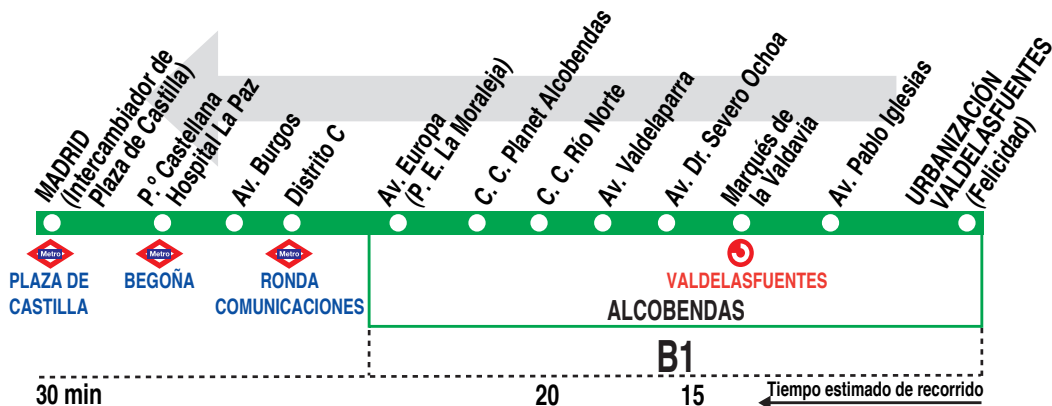 MADRID
(Intercambiador de
Plaza de Castilla)
P.º Castellana
Hospital La Paz
Av. Burgos
Distrito C
Av. Europa
(P. E. La Moraleja)
C. C. Planet Alcobendas
C. C. Río Norte
Av. Valdelaparra
Av. Dr. Severo Ochoa
Marqués de
la Valdavia
Av. Pablo Iglesias
URBANIZACIÓN
VALDELASFUENTES
(Felicidad)
Metro
Metro
Metro
PLAZA DE
CASTILLA
BEGOÑA
RONDA
COMUNICACIONES
VALDELASFUENTES
ALCOBENDAS
B1
30 min
20
15
Tiempo estimado de recorrido